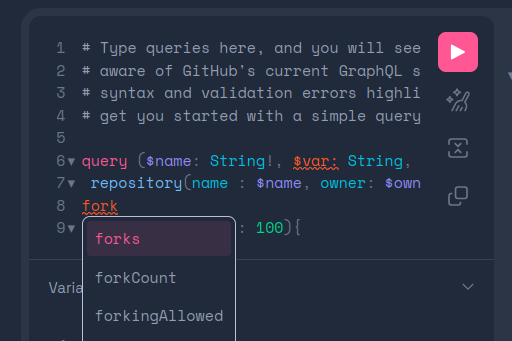 1 # Type queries here, and you will see
2 # aware of GitHub's current GraphQL s
3 # syntax and validation errors highli
4 # get you started with a simple query
5
6 query ($name: String!, $var: String,
7 repository(name : $name, owner: $own
8 fork
9 : 100){
forks
forkCount
forkingAllowed
Varia